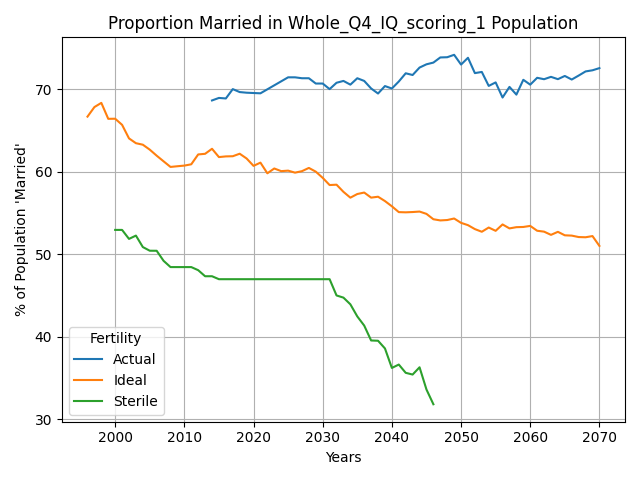 Proportion Married in Whole_Q4_IQ_scoring_1 Population
% of Population 'Married'
70
60
50
40
30
Fertility
Actual
Ideal
Sterile
2000 2010 2020 2030 2040 2050 2060 2070
Years